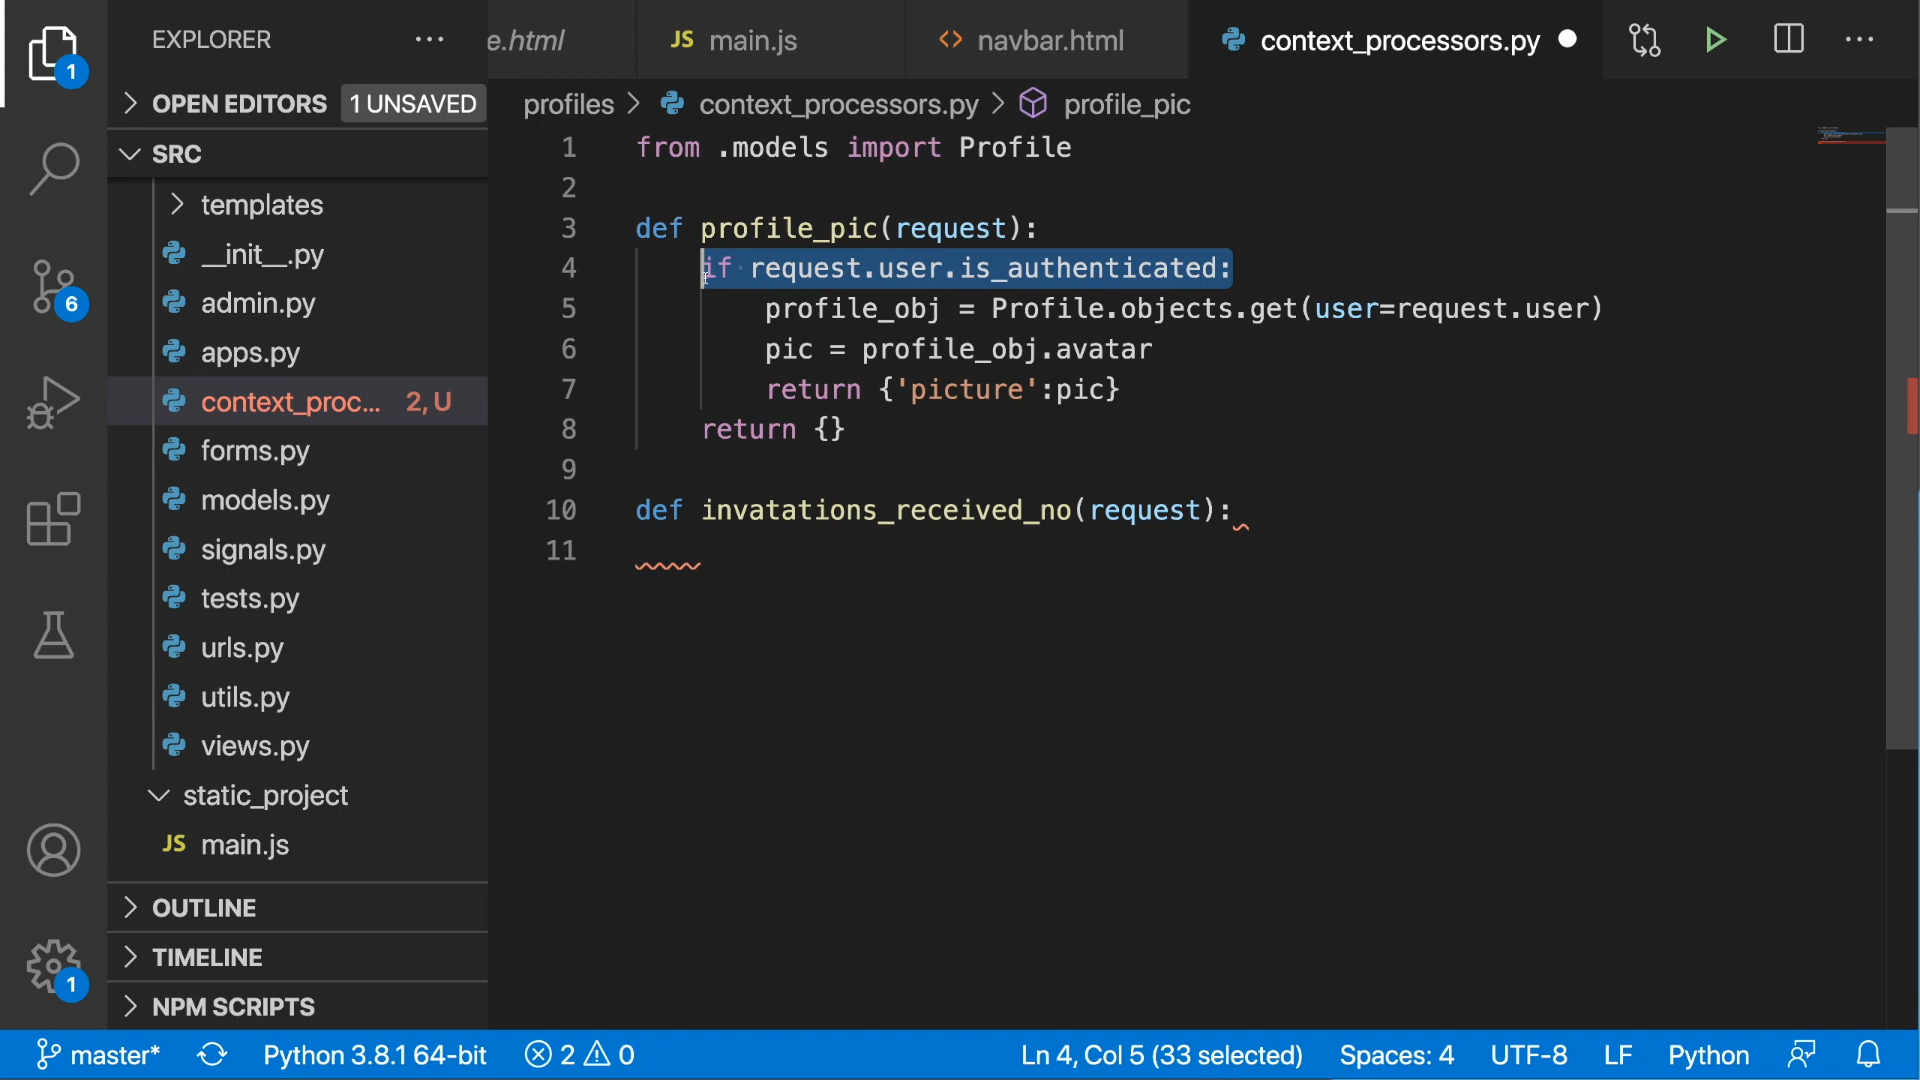 EXPLORER
e.html
JS main.js
<> navbar.html
context_processors.py
1
OPEN EDITORS 1 UNSAVED
profiles > context_processors.py > profile_pic
SRC
templates
__init__.py
admin.py
apps.py
context_proc... 2, U
forms.py
models.py
signals.py
tests.py
urls.py
utils.py
views.py
static_project
JS main.js
OUTLINE
TIMELINE
NPM SCRIPTS
6
1
1 from .models import Profile
2
3 def profile_pic(request):
4 if request.user.is_authenticated:
5 profile_obj = Profile.objects.get(user=request.user)
6 pic = profile_obj.avatar
7 return {'picture':pic}
8 return {}
9
10 def invatations_received_no(request):
11
master* Python 3.8.1 64-bit 2 0 Ln 4, Col 5 (33 selected) Spaces: 4 UTF-8 LF Python